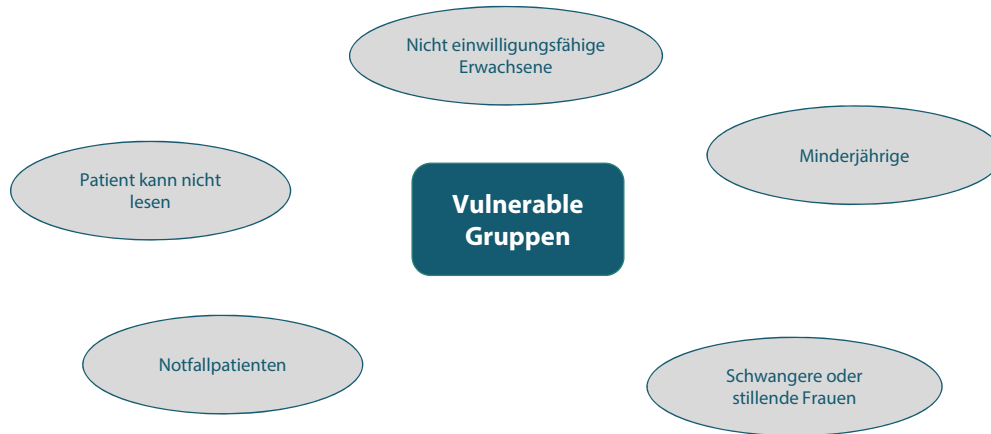 Nicht einwilligungsfähige
Erwachsene
Minderjährige
Patient kann nicht
lesen
Vulnerable
Gruppen
Notfallpatienten
Schwangere oder
stillende Frauen